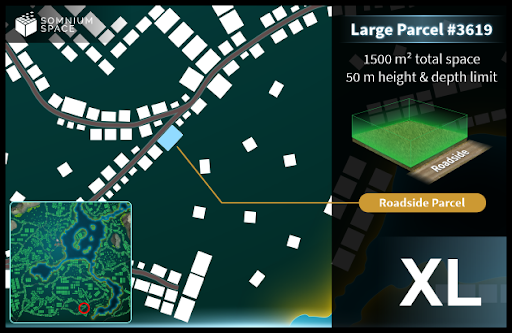 SOMNIUM
SPACE
Large Parcel #3619
1500 m² total space
50 m height & depth limit
Roadside
Roadside Parcel
XL